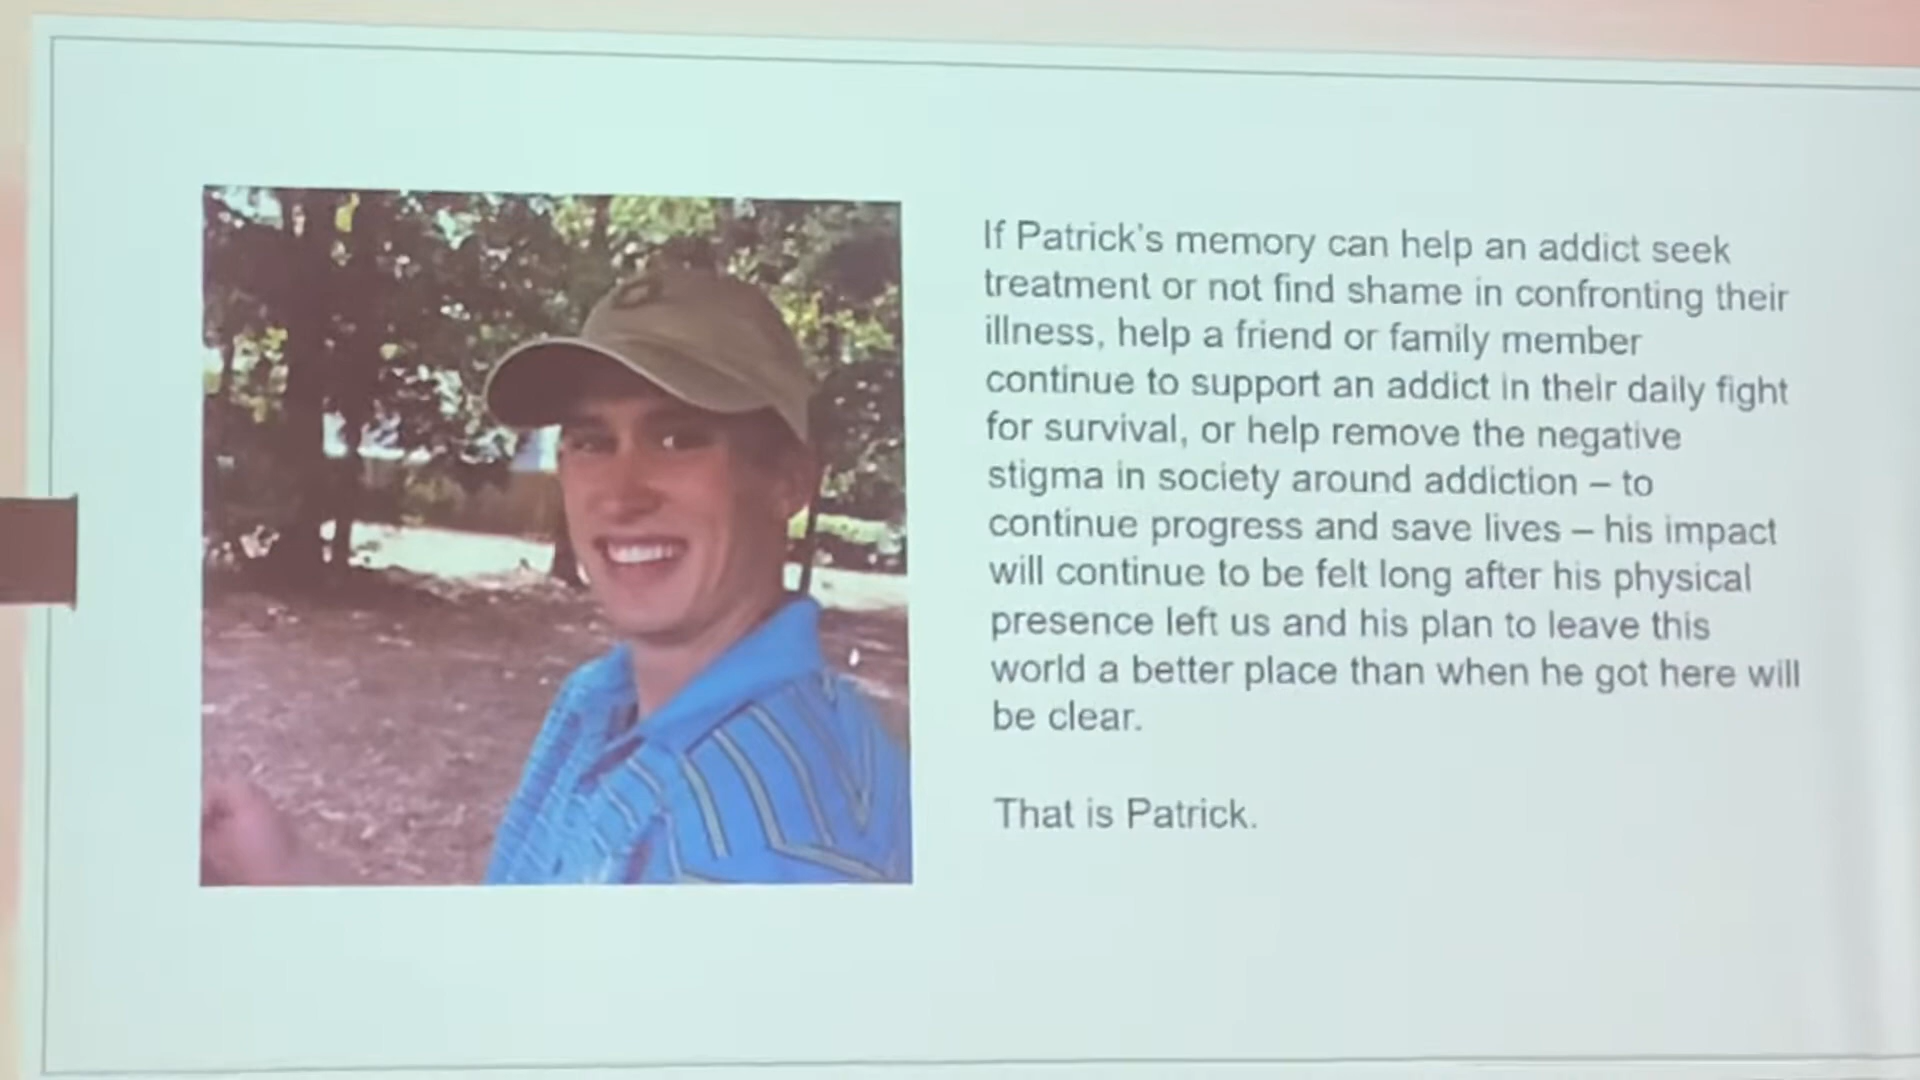 If Patrick's memory can help an addict seek
treatment or not find shame in confronting their
illness, help a friend or family member
continue to support an addict in their daily fight
for survival, or help remove the negative
stigma in society around addiction – to
continue progress and save lives – his impact
will continue to be felt long after his physical
presence left us and his plan to leave this
world a better place than when he got here will
be clear.
That is Patrick.